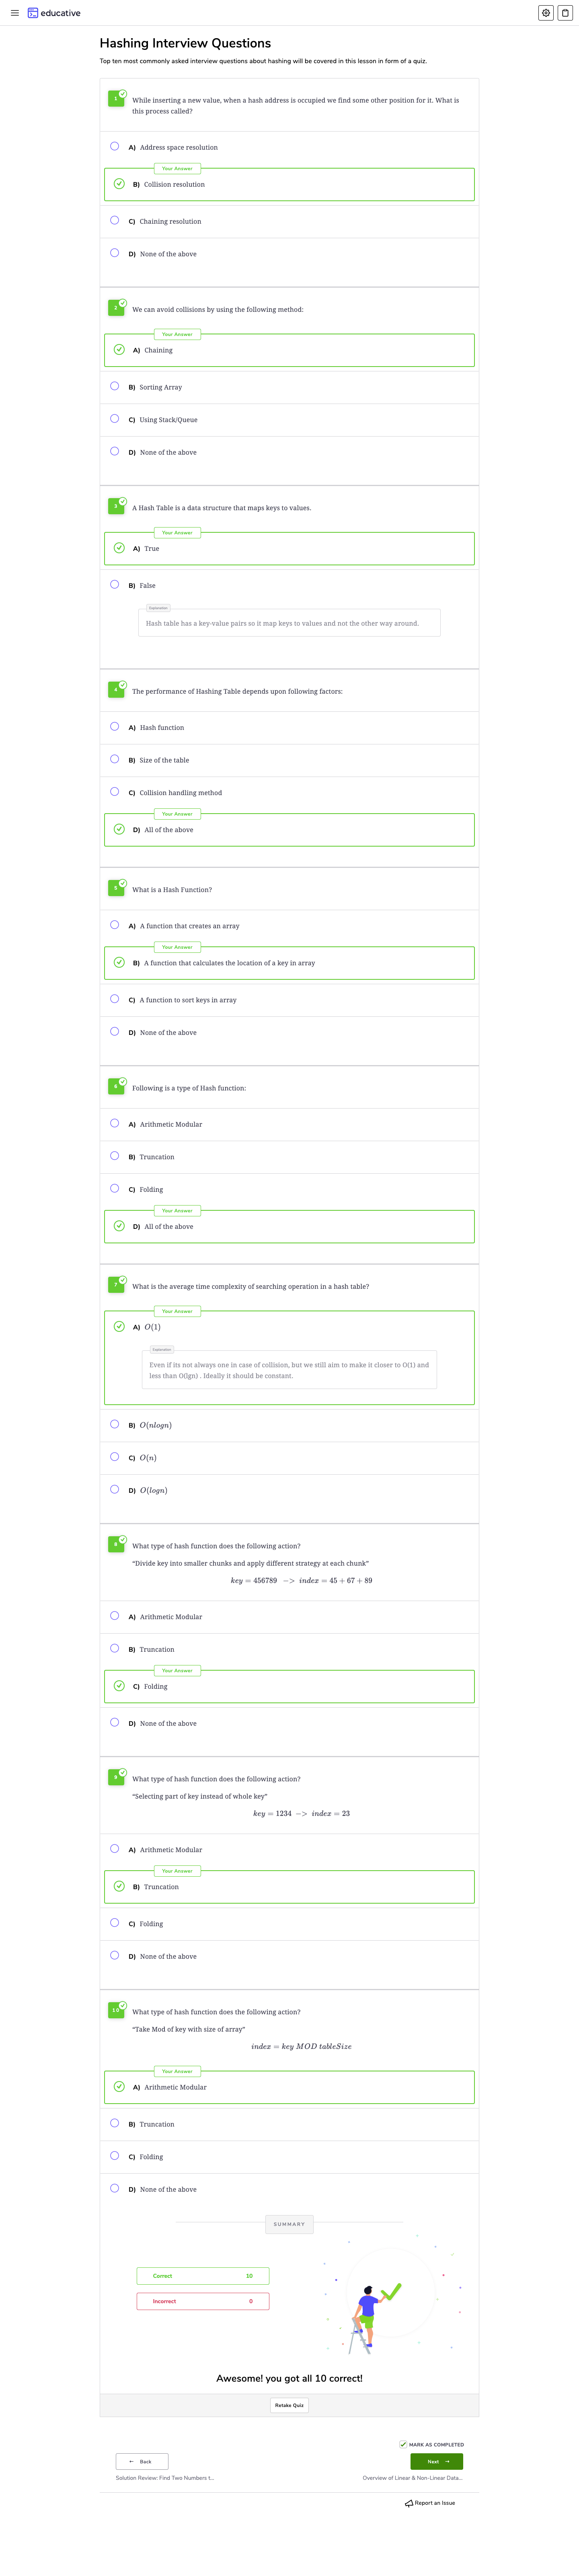 educative
Hashing Interview Questions
Top ten most commonly asked interview questions about hashing will be covered in this lesson in form of a quiz.
1
While inserting a new value, when a hash address is occupied we find some other position for it. What is
this process called?
A) Address space resolution
Your Answer
B) Collision resolution
C) Chaining resolution
D) None of the above
2
We can avoid collisions by using the following method:
Your Answer
A) Chaining
B) Sorting Array
C) Using Stack/Queue
D) None of the above
3
A Hash Table is a data structure that maps keys to values.
Your Answer
A) True
B) False
Explanation
Hash table has a key-value pairs so it map keys to values and not the other way around.
4
The performance of Hashing Table depends upon following factors:
A) Hash function
B) Size of the table
C) Collision handling method
Your Answer
D) All of the above
5
What is a Hash Function?
A) A function that creates an array
Your Answer
B) A function that calculates the location of a key in array
C) A function to sort keys in array
D) None of the above
6
Following is a type of Hash function:
A) Arithmetic Modular
B) Truncation
C) Folding
Your Answer
D) All of the above
7
What is the average time complexity of searching operation in a hash table?
Your Answer
A) O(1)
Explanation
Even if its not always one in case of collision, but we still aim to make it closer to O(1) and
less than O(lgn) . Ideally it should be constant.
B) O(nlogn)
C) O(n)
D) O(logn)
8
What type of hash function does the following action?
“Divide key into smaller chunks and apply different strategy at each chunk”
key = 456789 −> index = 45 + 67 + 89
A) Arithmetic Modular
B) Truncation
Your Answer
C) Folding
D) None of the above
9
What type of hash function does the following action?
“Selecting part of key instead of whole key”
key = 1234 −> index = 23
A) Arithmetic Modular
Your Answer
B) Truncation
C) Folding
D) None of the above
10
What type of hash function does the following action?
“Take Mod of key with size of array”
index = key MOD tableSize
Your Answer
A) Arithmetic Modular
B) Truncation
C) Folding
D) None of the above
SUMMARY
Correct 10
Incorrect 0
Awesome! you got all 10 correct!
Retake Quiz
MARK AS COMPLETED
← Back
Next →
Solution Review: Find Two Numbers t...
Overview of Linear & Non-Linear Data...
Report an Issue